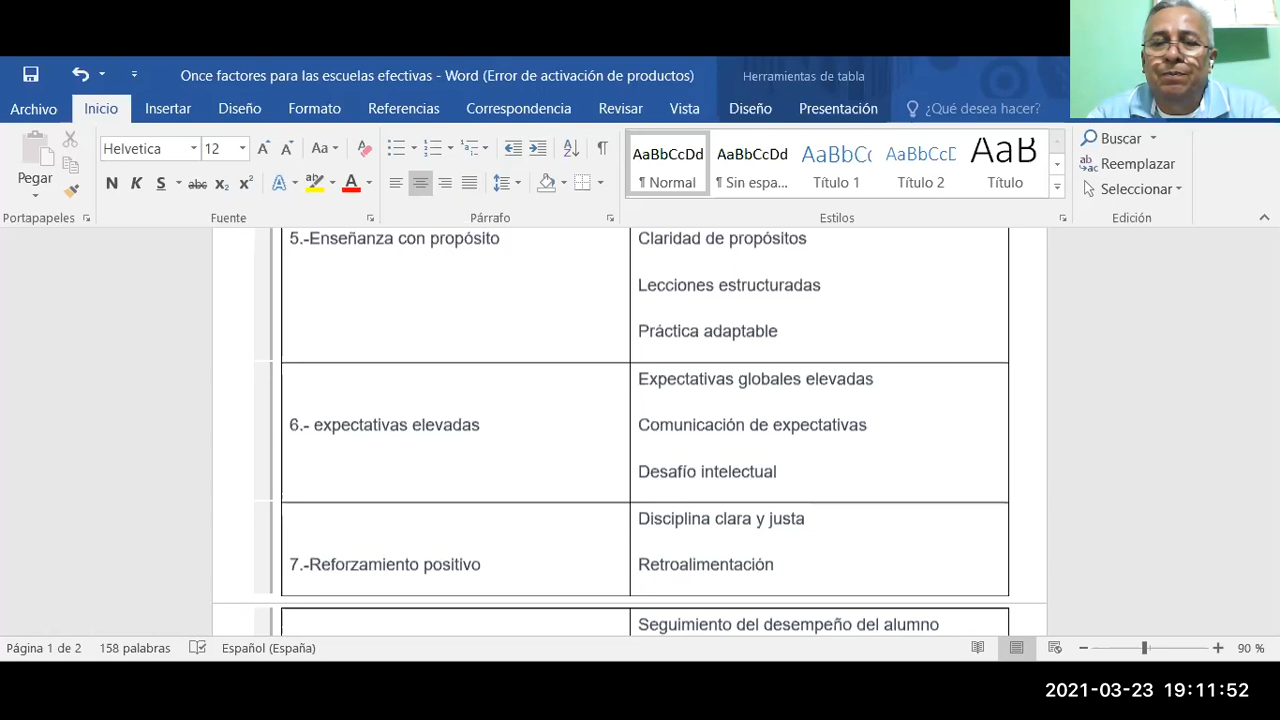 Once factores para las escuelas efectivas - Word (Error de activación de productos)
Herramientas de tabla
Archivo
Inicio
Insertar
Diseño
Formato
Referencias
Correspondencia
Revisar
Vista
Diseño
Presentación
¿Qué desea hacer?
Pegar
Portapapeles
Helvetica
12
Aa
N K S abc x₂ x²
A
A
Fuente
Párrafo
AaBbCcDd
¶ Normal
AaBbCcDd
¶ Sin espa...
AaBbC
Título 1
AaBbCcD
Título 2
AaB
Título
Estilos
Buscar
Reemplazar
Seleccionar
Edición
5.-Enseñanza con propósito
Claridad de propósitos
Lecciones estructuradas
Práctica adaptable
6.- expectativas elevadas
Expectativas globales elevadas
Comunicación de expectativas
Desafío intelectual
7.-Reforzamiento positivo
Disciplina clara y justa
Retroalimentación
Seguimiento del desempeño del alumno
Página 1 de 2
158 palabras
Español (España)
90 %
2021-03-23 19:11:52